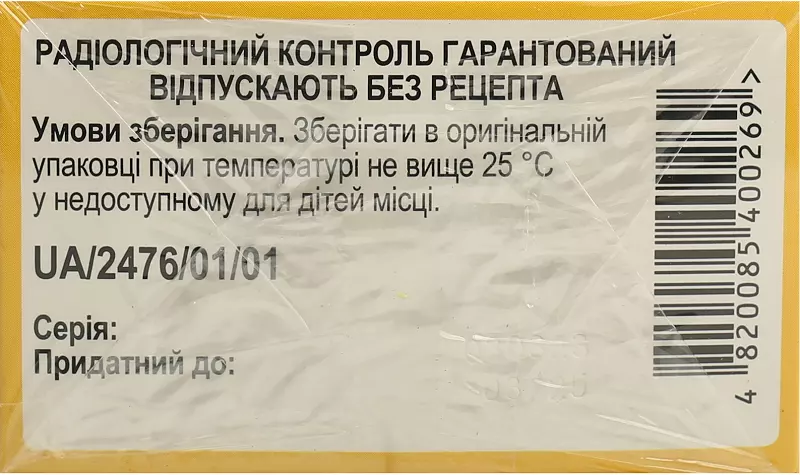 РАДІОЛОГІЧНИЙ КОНТРОЛЬ ГАРАНТОВАНИЙ
ВІДПУСКАЮТЬ БЕЗ РЕЦЕПТА
Умови зберігання. Зберігати в оригінальній
упаковці при температурі не вище 25 °С
у недоступному для дітей місці.
UA/2476/01/01
Серія:
Придатний до:
4 820085 400269 >